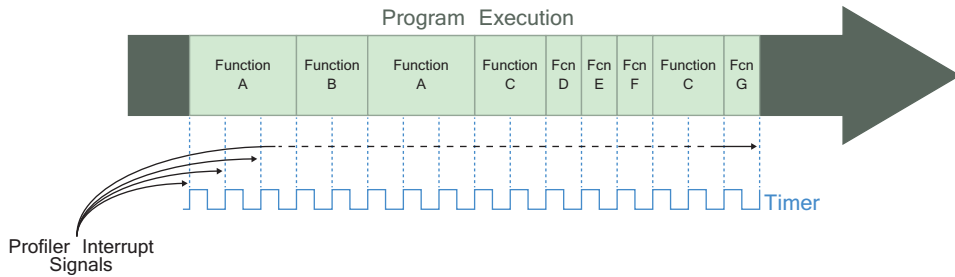 Program Execution
Function
A
Function
B
Function
A
Function
C
Fcn
D
Fcn
E
Fcn
F
Function
C
Fcn
G
Timer
Profiler Interrupt
Signals